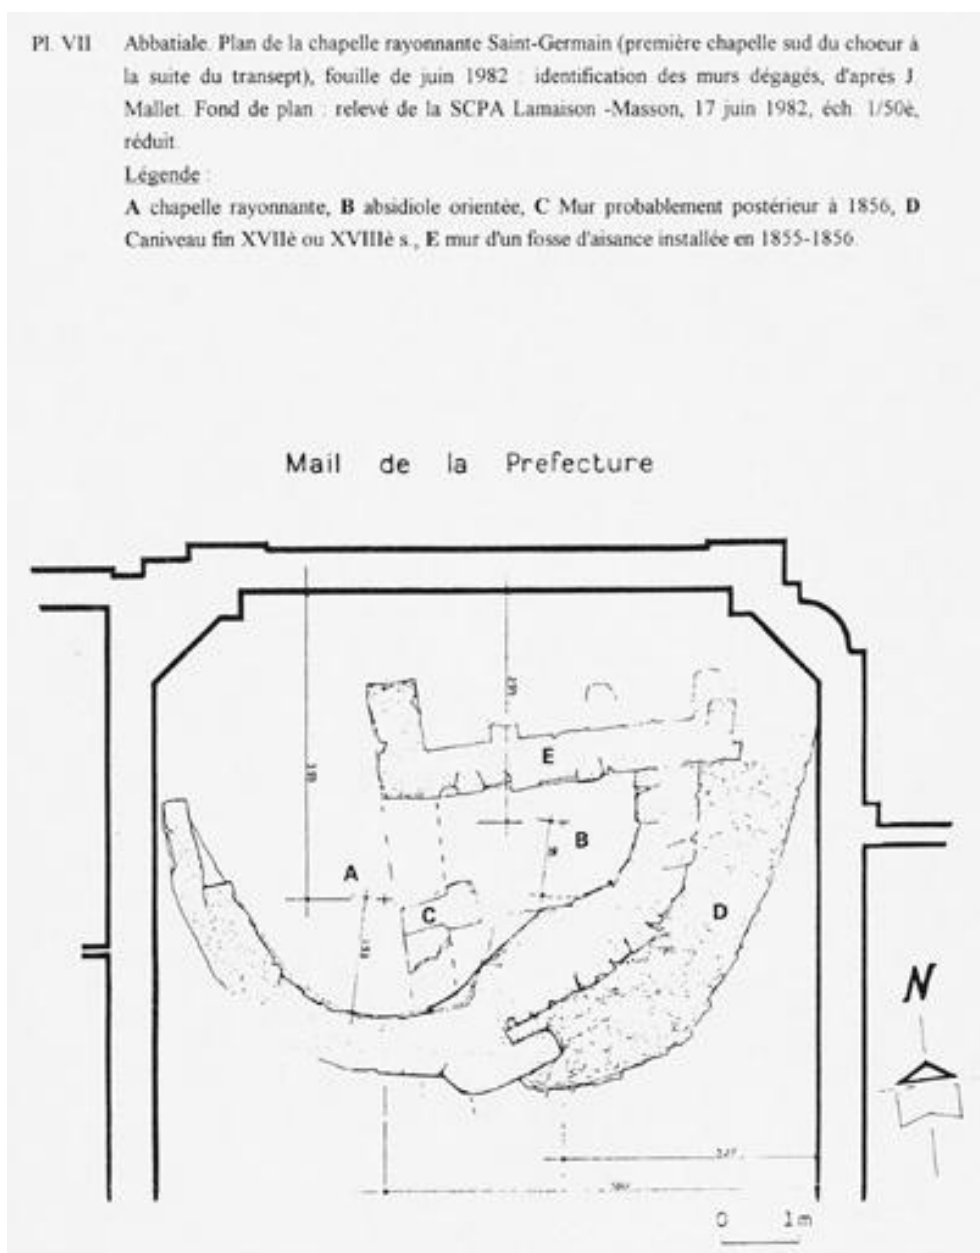 Pl. VII Abbatiale. Plan de la chapelle rayonnante Saint-Germain (première chapelle sud du choeur à
la suite du transept), fouille de juin 1982 : identification des murs dégagés, d'après J.
Mallet. Fond de plan : relevé de la SCPA Lamaison -Masson, 17 juin 1982, éch. 1/50è,
réduit.
Légende :
A chapelle rayonnante, B absidiole orientée, C Mur probablement postérieur à 1856, D
Caniveau fin XVIIè ou XVIIIè s., E mur d'un fosse d'aisance installée en 1855-1856.
Mail de la Prefecture
E
B
A
C
D
N
0 1m